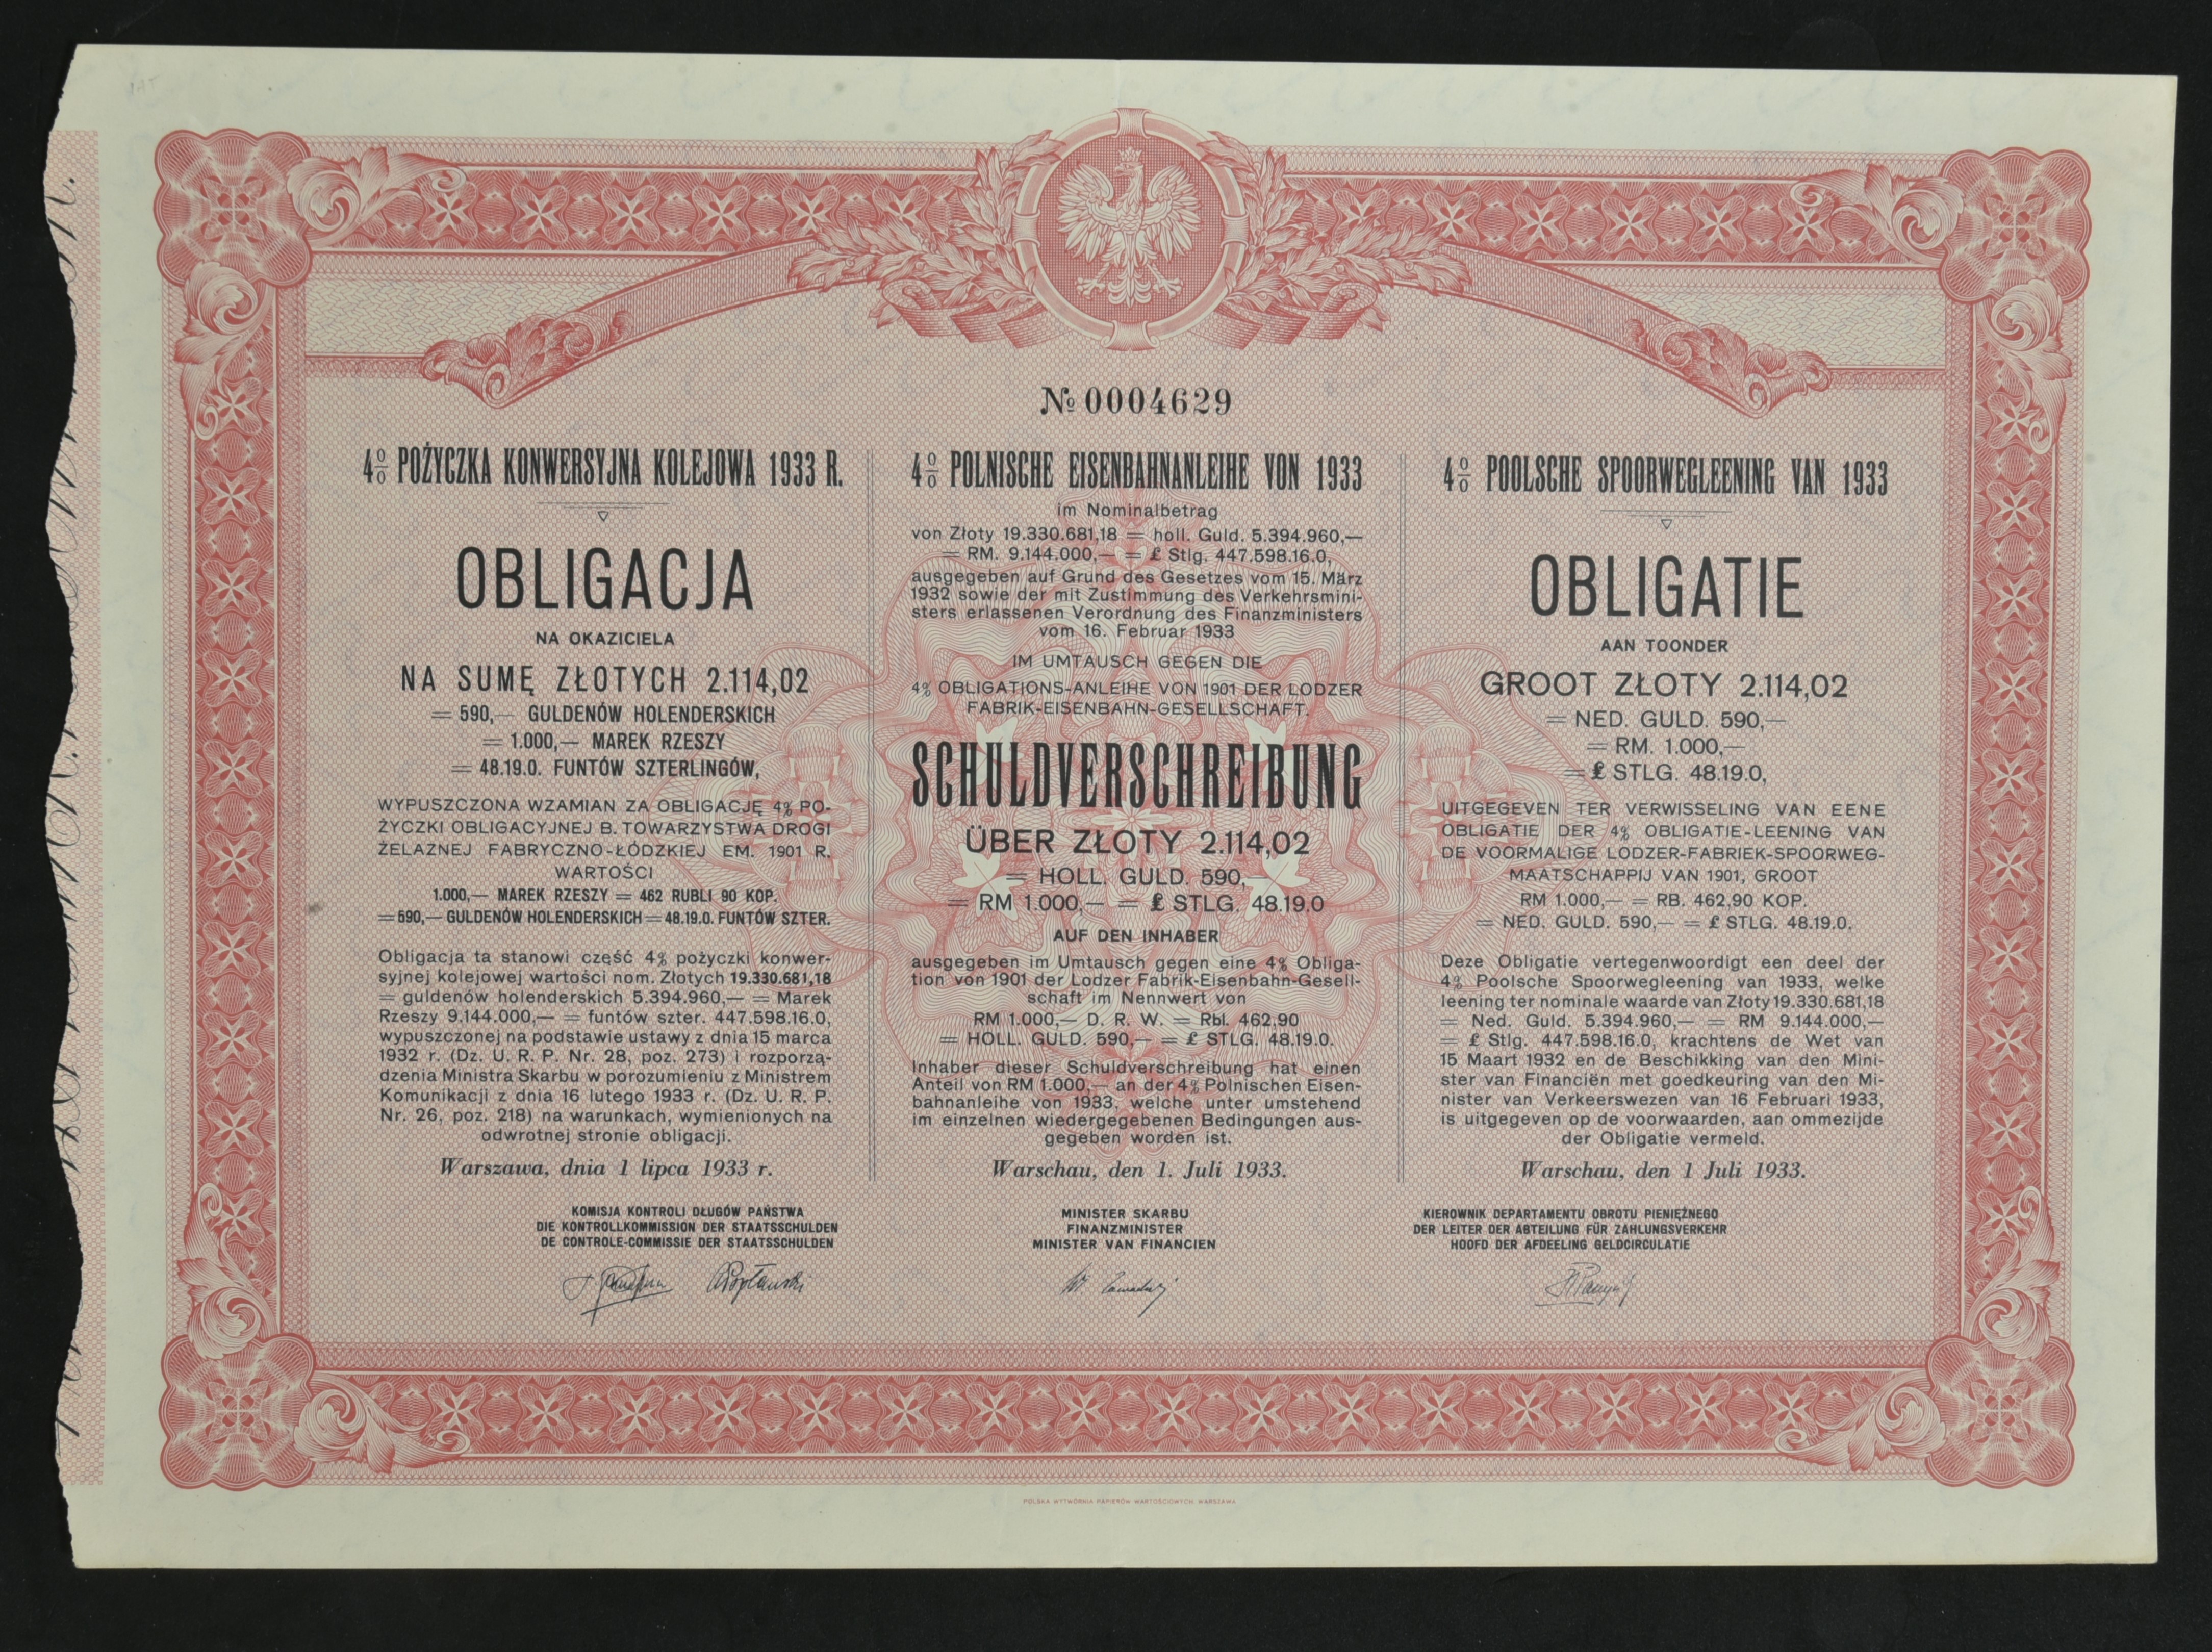 № 0004629
4% POŻYCZKA KONWERSYJNA KOLEJOWA 1933 R.
OBLIGACJA
NA OKAZICIELA
NA SUMĘ ZŁOTYCH 2.114,02
= 590,— GULDENÓW HOLENDERSKICH
= 1.000,— MAREK RZESZY
= 48.19.0. FUNTÓW SZTERLINGÓW,
WYPUSZCZONA WZAMIAN ZA OBLIGACJĘ 4% PO-
ŻYCZKI OBLIGACYJNEJ B. TOWARZYSTWA DROGI
ŻELAZNEJ FABRYCZNO-ŁÓDZKIEJ EM. 1901 R.
WARTOŚCI
1.000,— MAREK RZESZY = 462 RUBLI 90 KOP.
= 590,— GULDENÓW HOLENDERSKICH = 48.19.0. FUNTÓW SZTER.
Obligacja ta stanowi część 4% pożyczki konwer-
syjnej kolejowej wartości nom. Złotych 19.330.681,18
= guldenów holenderskich 5.394.960,— = Marek
Rzeszy 9.144.000,— = funtów szter. 447.598.16.0,
wypuszczonej na podstawie ustawy z dnia 15 marca
1932 r. (Dz. U. R. P. Nr. 28, poz. 273) i rozporzą-
dzenia Ministra Skarbu w porozumieniu z Ministrem
Komunikacji z dnia 16 lutego 1933 r. (Dz. U. R. P.
Nr. 26, poz. 218) na warunkach, wymienionych na
odwrotnej stronie obligacji.
Warszawa, dnia 1 lipca 1933 r.
4% POLNISCHE EISENBAHNANLEIHE VON 1933
im Nominalbetrag
von Złoty 19.330.681,18 = holl. Guld. 5.394.960,—
= RM. 9.144.000,— = £ Stlg. 447.598.16.0,
ausgegeben auf Grund des Gesetzes vom 15. März
1932 sowie der mit Zustimmung des Verkehrsmini-
sters erlassenen Verordnung des Finanzministers
vom 16. Februar 1933
IM UMTAUSCH GEGEN DIE
4% OBLIGATIONS-ANLEIHE VON 1901 DER LODZER
FABRIK-EISENBAHN-GESELLSCHAFT.
SCHULDVERSCHREIBUNG
ÜBER ZŁOTY 2.114,02
= HOLL. GULD. 590,—
= RM 1.000,— = £ STLG. 48.19.0
AUF DEN INHABER
ausgegeben im Umtausch gegen eine 4% Obliga-
tion von 1901 der Lodzer Fabrik-Eisenbahn-Gesell-
schaft im Nennwert von
RM 1.000,— D. R. W. = Rbl. 462,90
= HOLL. GULD. 590,— = £ STLG. 48.19.0.
Inhaber dieser Schuldverschreibung hat einen
Anteil von RM 1.000,— an der 4% Polnischen Eisen-
bahnanleihe von 1933, welche unter umstehend
im einzelnen wiedergegebenen Bedingungen aus-
gegeben worden ist.
Warschau, den 1. Juli 1933.
4% POOLSCHE SPOORWEGLEENING VAN 1933
OBLIGATIE
AAN TOONDER
GROOT ZŁOTY 2.114,02
= NED. GULD. 590,—
= RM. 1.000,—
= £ STLG. 48.19.0,
UITGEGEVEN TER VERWISSELING VAN EENE
OBLIGATIE DER 4% OBLIGATIE-LEENING VAN
DE VOORMALIGE LODZER-FABRIEK-SPOORWEG-
MAATSCHAPPIJ VAN 1901, GROOT
RM 1.000,— = RB. 462,90 KOP.
= NED. GULD. 590,— = £ STLG. 48.19.0.
Deze Obligatie vertegenwoordigt een deel der
4% Poolsche Spoorwegleening van 1933, welke
leening ter nominale waarde van Złoty 19.330.681,18
= Ned. Guld. 5.394.960,— = RM 9.144.000,—
= £ Stlg. 447.598.16.0, krachtens de Wet van
15 Maart 1932 en de Beschikking van den Mini-
ster van Financiën met goedkeuring van den Mi-
nister van Verkeerswezen van 16 Februari 1933,
is uitgegeven op de voorwaarden, aan ommezijde
der Obligatie vermeld.
Warschau, den 1 Juli 1933.
KOMISJA KONTROLI DŁUGÓW PAŃSTWA
DIE KONTROLLKOMMISSION DER STAATSSCHULDEN
DE CONTROLE-COMMISSIE DER STAATSSCHULDEN
MINISTER SKARBU
FINANZMINISTER
MINISTER VAN FINANCIEN
KIEROWNIK DEPARTAMENTU OBROTU PIENIĘŻNEGO
DER LEITER DER ABTEILUNG FÜR ZAHLUNGSVERKEHR
HOOFD DER AFDEELING GELDCIRCULATIE
POLSKA WYTWÓRNIA PAPIERÓW WARTOŚCIOWYCH, WARSZAWA